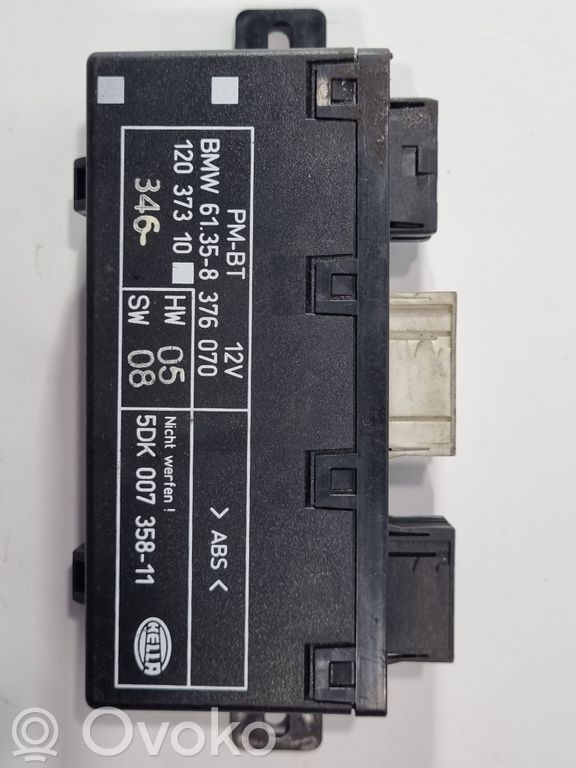 PM-BT 12V
BMW 61.35-8 376 070
120 373 10
346-
HW 05
SW 08
> ABS <
Nicht werfen !
5DK 007 358-11
HELLA
Ovoko